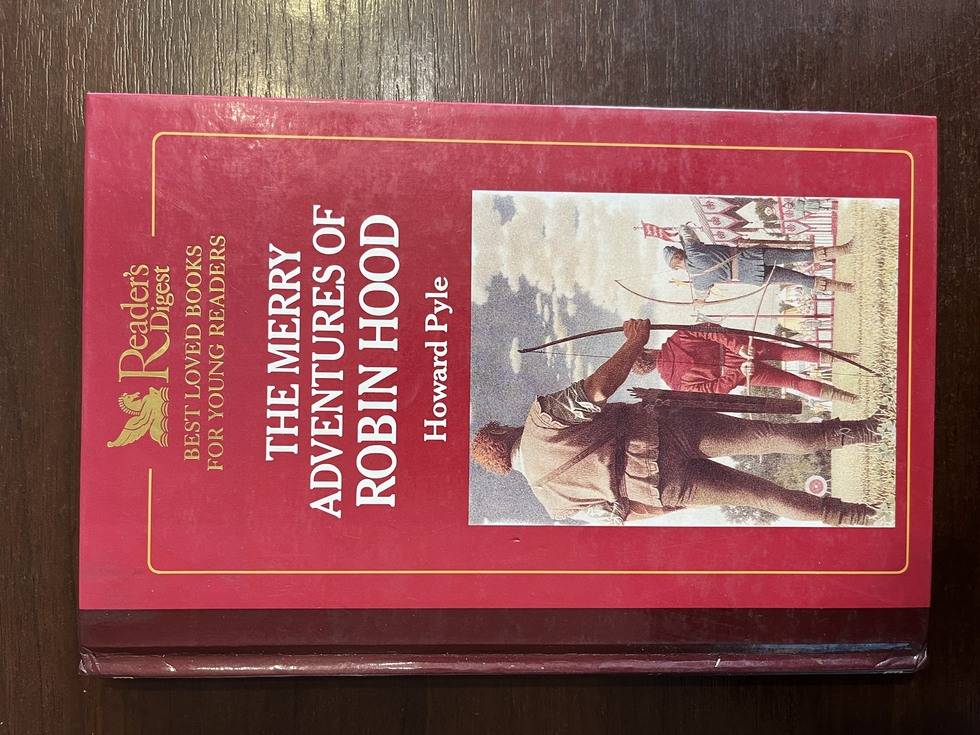 Reader's
Digest
BEST LOVED BOOKS
FOR YOUNG READERS
THE MERRY
ADVENTURES OF
ROBIN HOOD
Howard Pyle